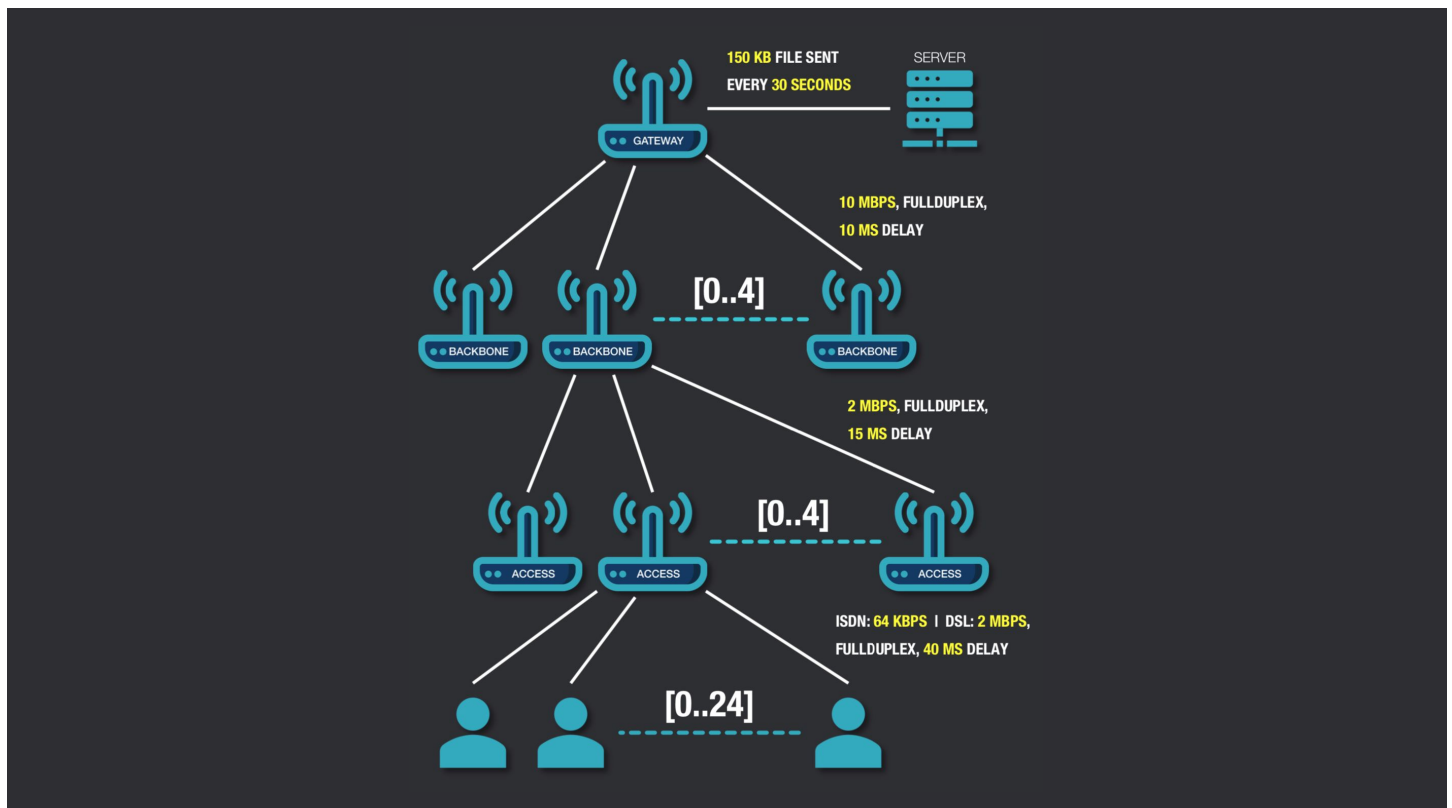 150 KB FILE SENT
EVERY 30 SECONDS
SERVER
GATEWAY
10 MBPS, FULLDUPLEX,
10 MS DELAY
[0..4]
BACKBONE
BACKBONE
BACKBONE
2 MBPS, FULLDUPLEX,
15 MS DELAY
[0..4]
ACCESS
ACCESS
ACCESS
ISDN: 64 KBPS | DSL: 2 MBPS,
FULLDUPLEX, 40 MS DELAY
[0..24]